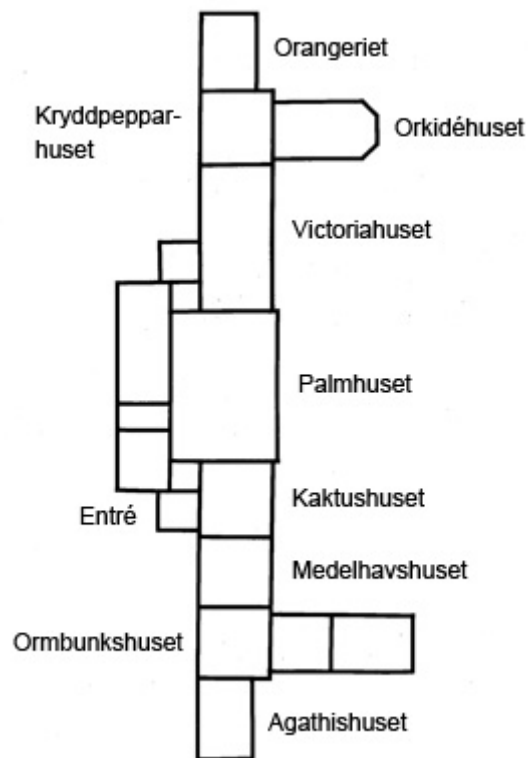 Orangeriet
Kryddpeppar-
huset
Orkidéhuset
Victoriahuset
Palmhuset
Kaktushuset
Entré
Medelhavshuset
Ormbunkshuset
Agathishuset